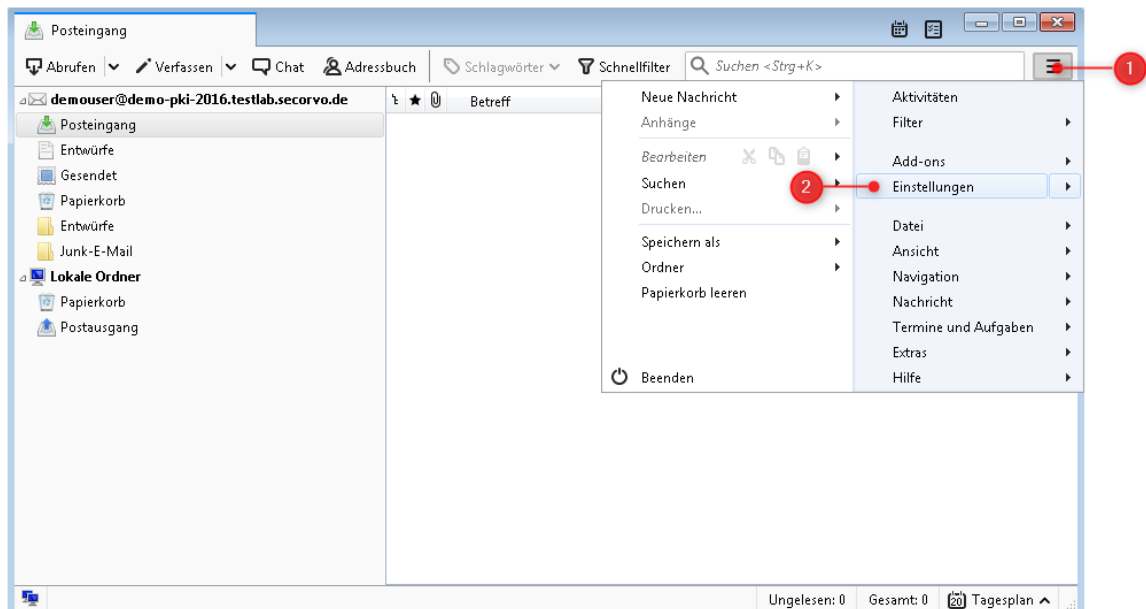 Posteingang
Abrufen Verfassen Chat Adressbuch Schlagwörter Schnellfilter Suchen <Strg+K>
1
demouser@demo-pki-2016.testlab.secorvo.de
Posteingang
Entwürfe
Gesendet
Papierkorb
Entwürfe
Junk-E-Mail
Lokale Ordner
Papierkorb
Postausgang
Betreff
Neue Nachricht
Anhänge
Bearbeiten
Suchen
Drucken...
Speichern als
Ordner
Papierkorb leeren
Beenden
2
Aktivitäten
Filter
Add-ons
Einstellungen
Datei
Ansicht
Navigation
Nachricht
Termine und Aufgaben
Extras
Hilfe
Ungelesen: 0 Gesamt: 0 20 Tagesplan